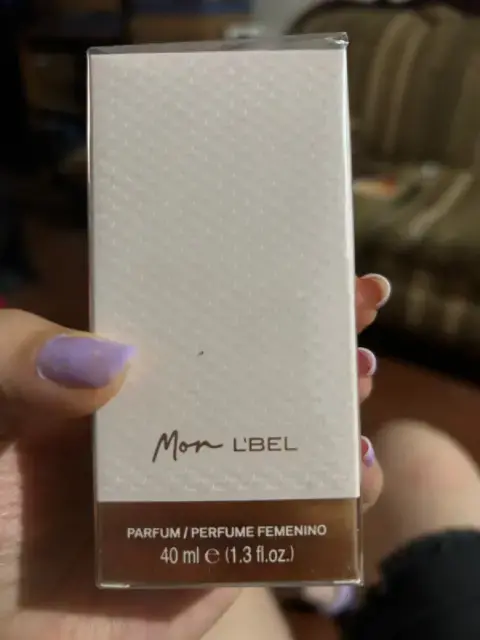 Mon L'BEL
PARFUM / PERFUME FEMENINO
40 ml ℮ (1.3 fl.oz.)